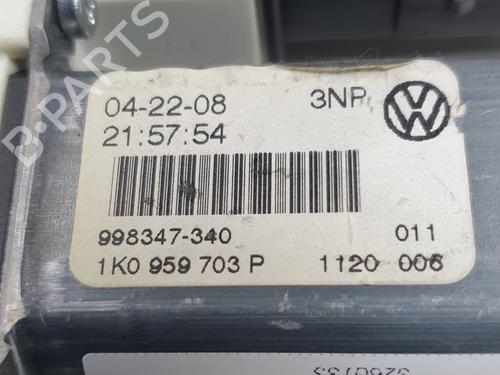 04-22-08 3NP
21:57:54
998347-340 011
1K0 959 703 P 1120 006
B-PARTS